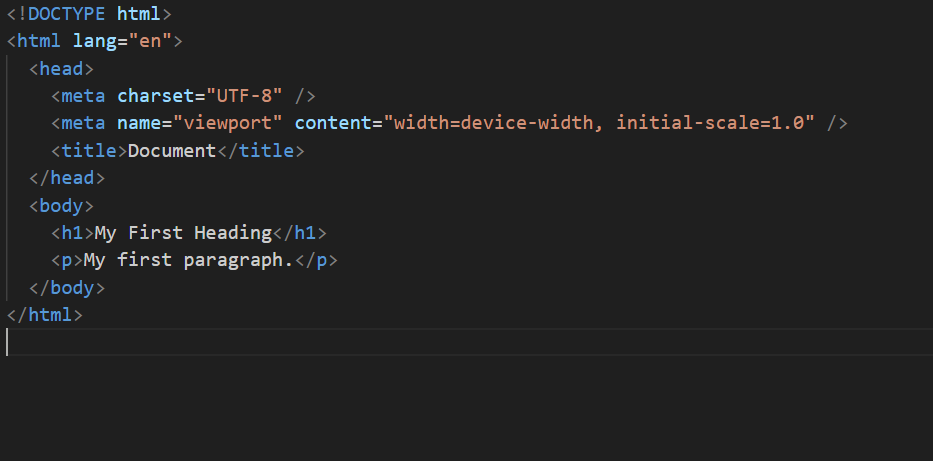 <!DOCTYPE html>
<html lang="en">
  <head>
    <meta charset="UTF-8" />
    <meta name="viewport" content="width=device-width, initial-scale=1.0" />
    <title>Document</title>
  </head>
  <body>
    <h1>My First Heading</h1>
    <p>My first paragraph.</p>
  </body>
</html>